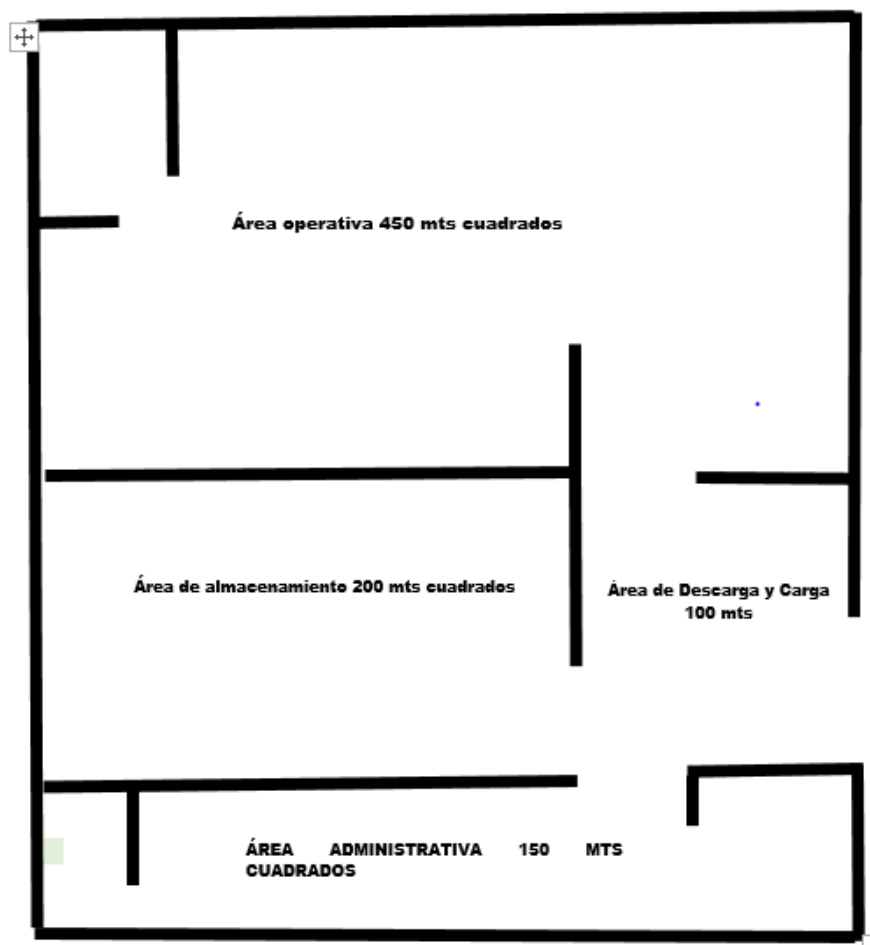 Área operativa 450 mts cuadrados
Área de almacenamiento 200 mts cuadrados
Área de Descarga y Carga
100 mts
ÁREA ADMINISTRATIVA 150 MTS
CUADRADOS